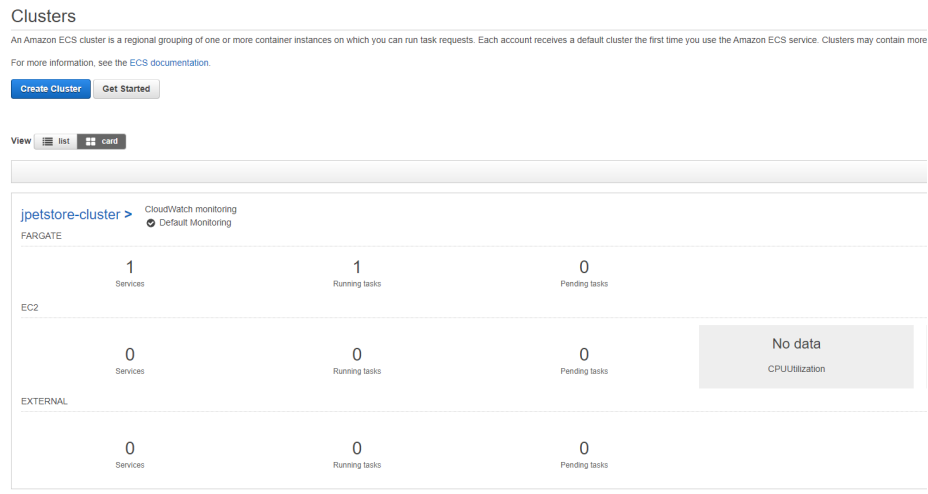 Clusters
An Amazon ECS cluster is a regional grouping of one or more container instances on which you can run task requests. Each account receives a default cluster the first time you use the Amazon ECS service. Clusters may contain more
For more information, see the ECS documentation.
Create Cluster Get Started
View list card
jpetstore-cluster > CloudWatch monitoring
Default Monitoring
FARGATE
1 1 0
Services Running tasks Pending tasks
EC2
No data
0 0 0
Services Running tasks Pending tasks CPUUtilization
EXTERNAL
0 0 0
Services Running tasks Pending tasks